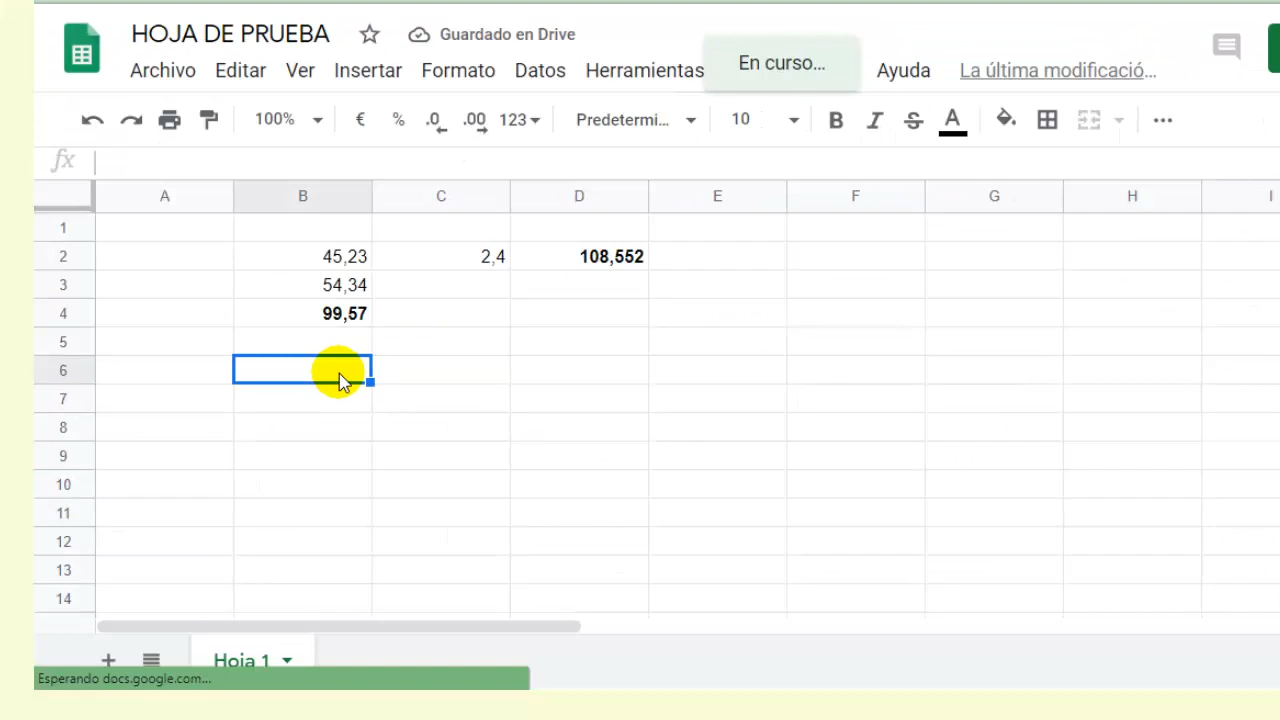 HOJA DE PRUEBA Guardado en Drive
Archivo Editar Ver Insertar Formato Datos Herramientas En curso... Ayuda La última modificació...
100% € % .0 .00 123 Predetermi... 10 B I S A ...
fx
A B C D E F G H I
1
2 45,23 2,4 108,552
3 54,34
4 99,57
5
6
7
8
9
10
11
12
13
14
+ Hoja 1
Esperando docs.google.com...